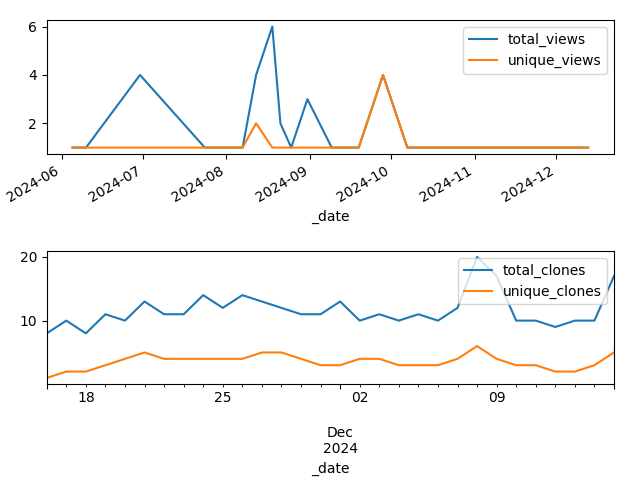 6
4
2
total_views
unique_views
2024-06
2024-07
2024-08
2024-09
2024-10
2024-11
2024-12
_date
20
10
total_clones
unique_clones
18
25
02
09
Dec
2024
_date